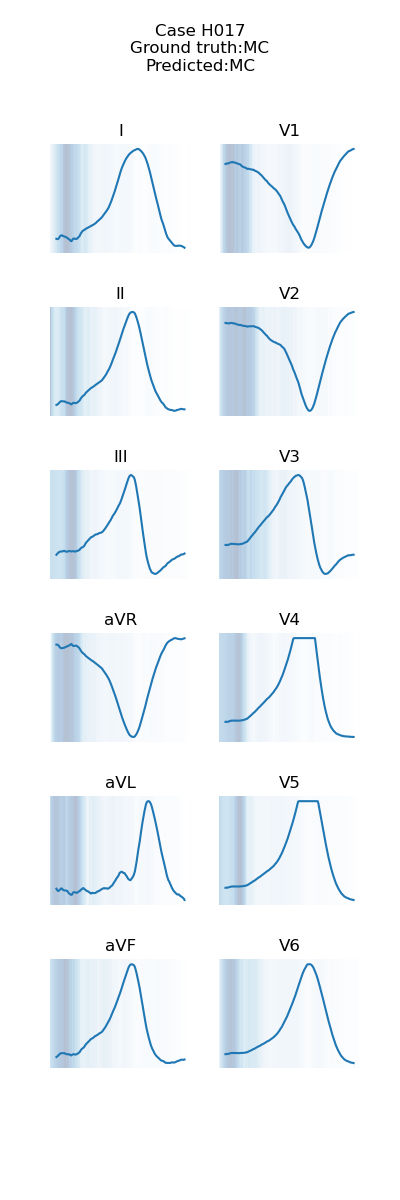 Case H017
Ground truth:MC
Predicted:MC
I
V1
II
V2
III
V3
aVR
V4
aVL
V5
aVF
V6